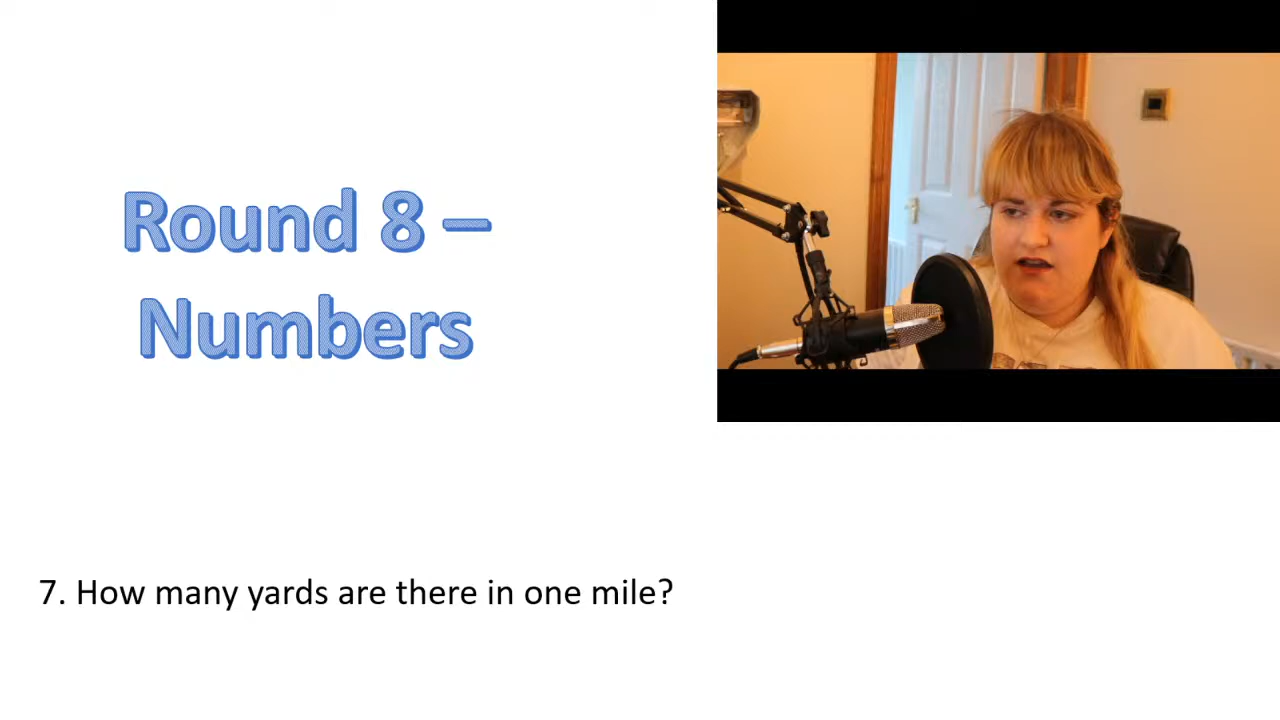 Round 8 –
Numbers
7. How many yards are there in one mile?